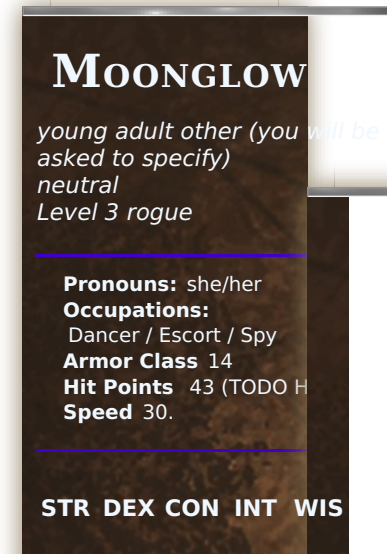 MOONGLOW
young adult other (you will be
asked to specify)
neutral
Level 3 rogue
Pronouns: she/her
Occupations:
Dancer / Escort / Spy
Armor Class 14
Hit Points 43 (TODO H
Speed 30.
STR DEX CON INT WIS